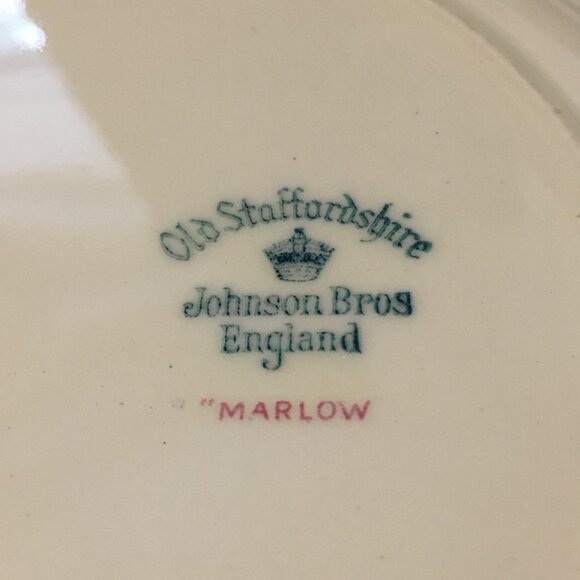 Old Staffordshire
Johnson Bros
England
"MARLOW